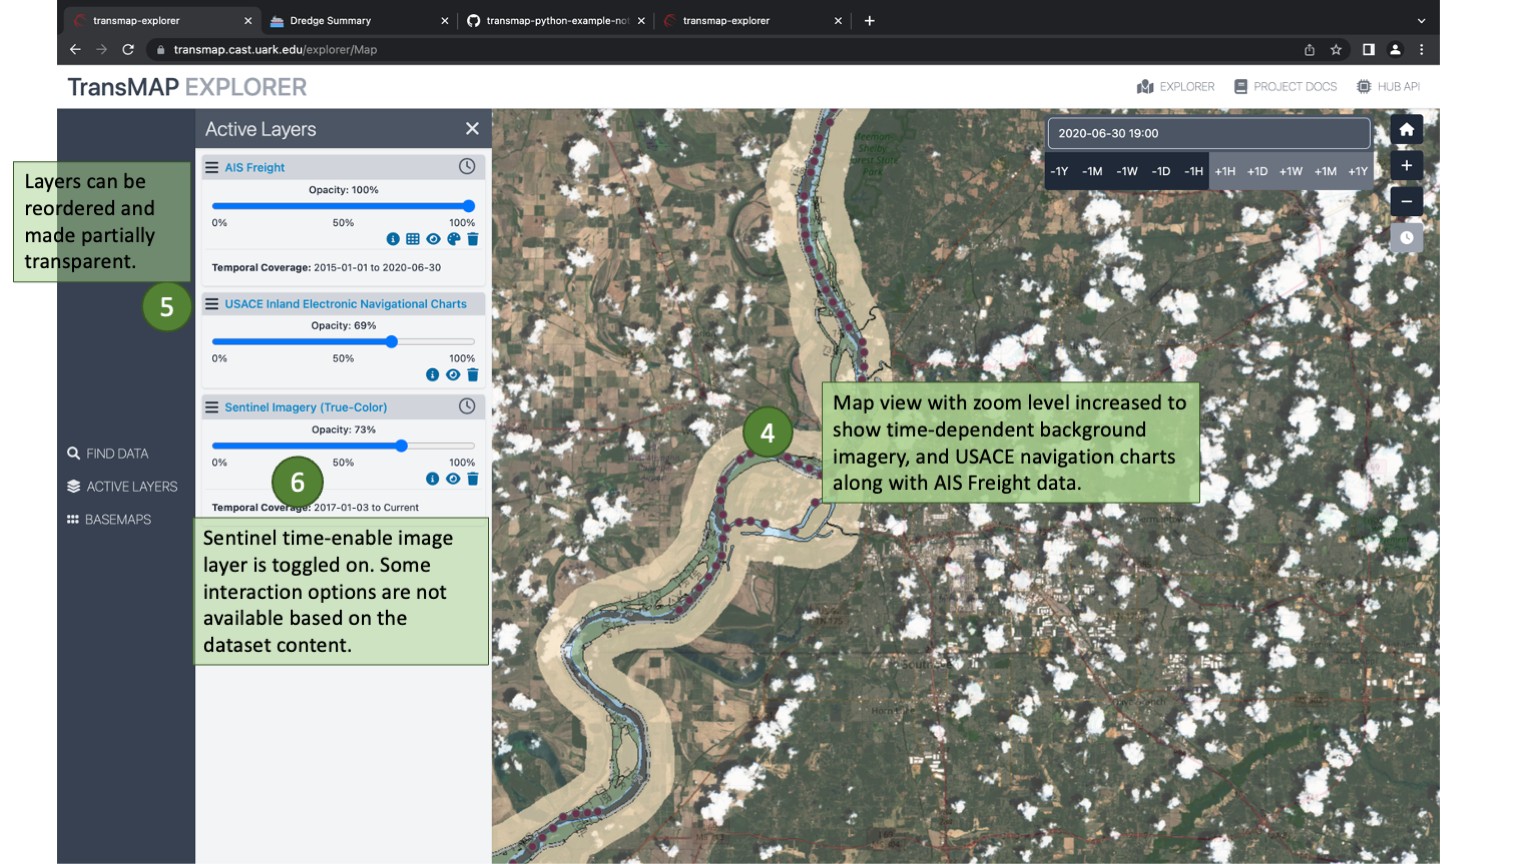 transmap-explorer
Dredge Summary
transmap-python-example-not
transmap-explorer
transmap.cast.uark.edu/explorer/Map
TransMAP EXPLORER
EXPLORER
PROJECT DOCS
HUB API
Active Layers
AIS Freight
Opacity: 100%
0% 50% 100%
Temporal Coverage: 2015-01-01 to 2020-06-30
USACE Inland Electronic Navigational Charts
Opacity: 69%
0% 50% 100%
Sentinel Imagery (True-Color)
Opacity: 73%
0% 50% 100%
Temporal Coverage: 2017-01-03 to Current
FIND DATA
ACTIVE LAYERS
BASEMAPS
Layers can be
reordered and
made partially
transparent.
5
6
Sentinel time-enable image
layer is toggled on. Some
interaction options are not
available based on the
dataset content.
2020-06-30 19:00
-1Y -1M -1W -1D -1H +1H +1D +1W +1M +1Y
Meeman
Shelby
Forest State
Park
4
Map view with zoom level increased to
show time-dependent background
imagery, and USACE navigation charts
along with AIS Freight data.